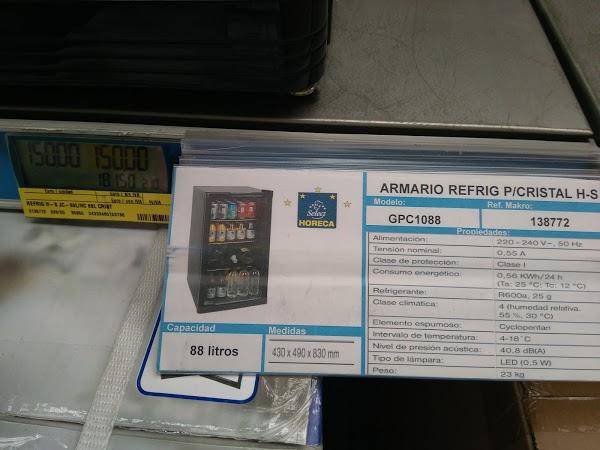 150.00 150.00
REFRIG H-S
ARMARIO REFRIG P/CRISTAL H-S
Modelo: Ref. Makro:
GPC1088 138772
Propiedades:
Alimentación: 220 - 240 V~, 50 Hz
Tensión nominal: 0,55 A
Clase de protección: Clase I
Consumo energético: 0,56 KWh/24 h
(Ta: 25 °C; Tc: 12 °C)
Refrigerante: R600a, 25 g
Clase climática: 4 (humedad relativa.
55 %, 30 °C)
Elemento espumoso: Cyclopentan
Intervalo de temperatura: 4-18°C
Nivel de presión acústica: 40,8 dB(A)
Tipo de lámpara: LED (0,5 W)
Peso: 23 kg
Select
HORECA
Capacidad Medidas
88 litros 430 x 490 x 830 mm